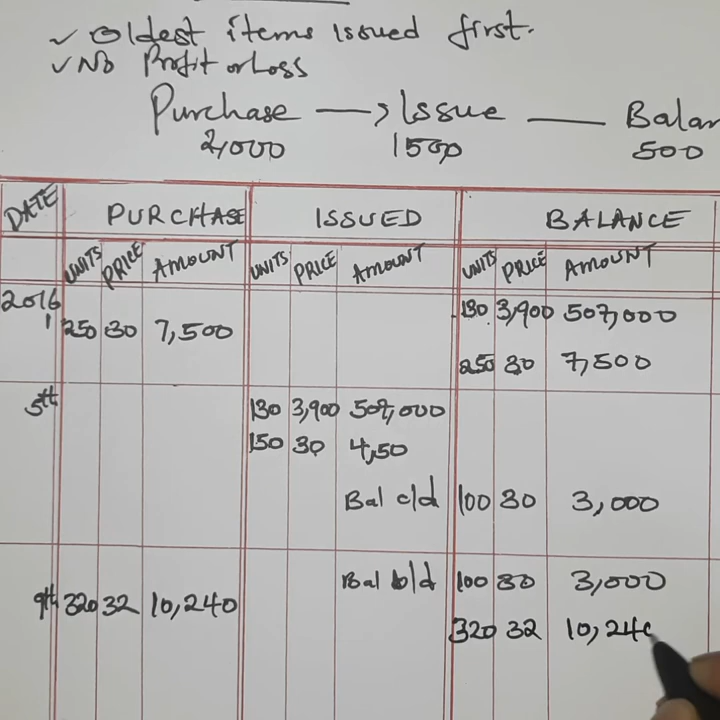 ✓ Oldest items issued first.
✓ No Profit or Loss
Purchase → Issue — Balan
2,000 1500 500
DATE PURCHASE ISSUED BALANCE
UNITS PRICE AMOUNT UNITS PRICE AMOUNT UNITS PRICE AMOUNT
2016 130 3,900 507,000
1 250 30 7,500
250 30 7,500
5th 130 3,900 507,000
150 30 4,50
Bal c/d 100 30 3,000
Bal b/d 100 30 3,000
9th 320 32 10,240
320 32 10,240